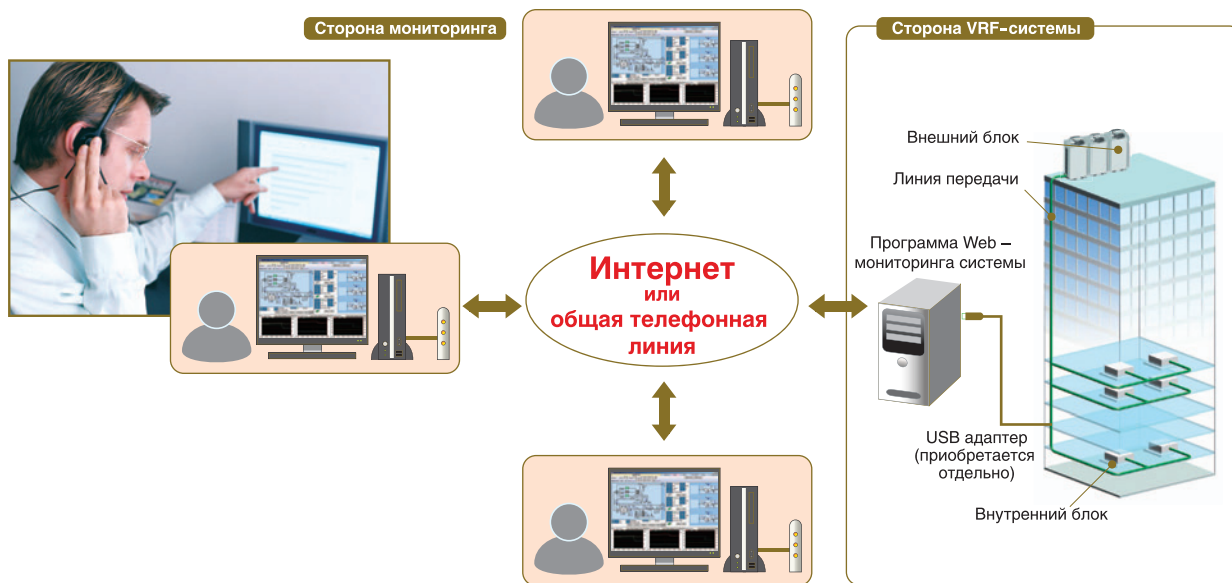 Сторона мониторинга
Сторона VRF-системы
Интернет
или
общая телефонная
линия
Внешний блок
Линия передачи
Программа Web –
мониторинга системы
USB адаптер
(приобретается
отдельно)
Внутренний блок